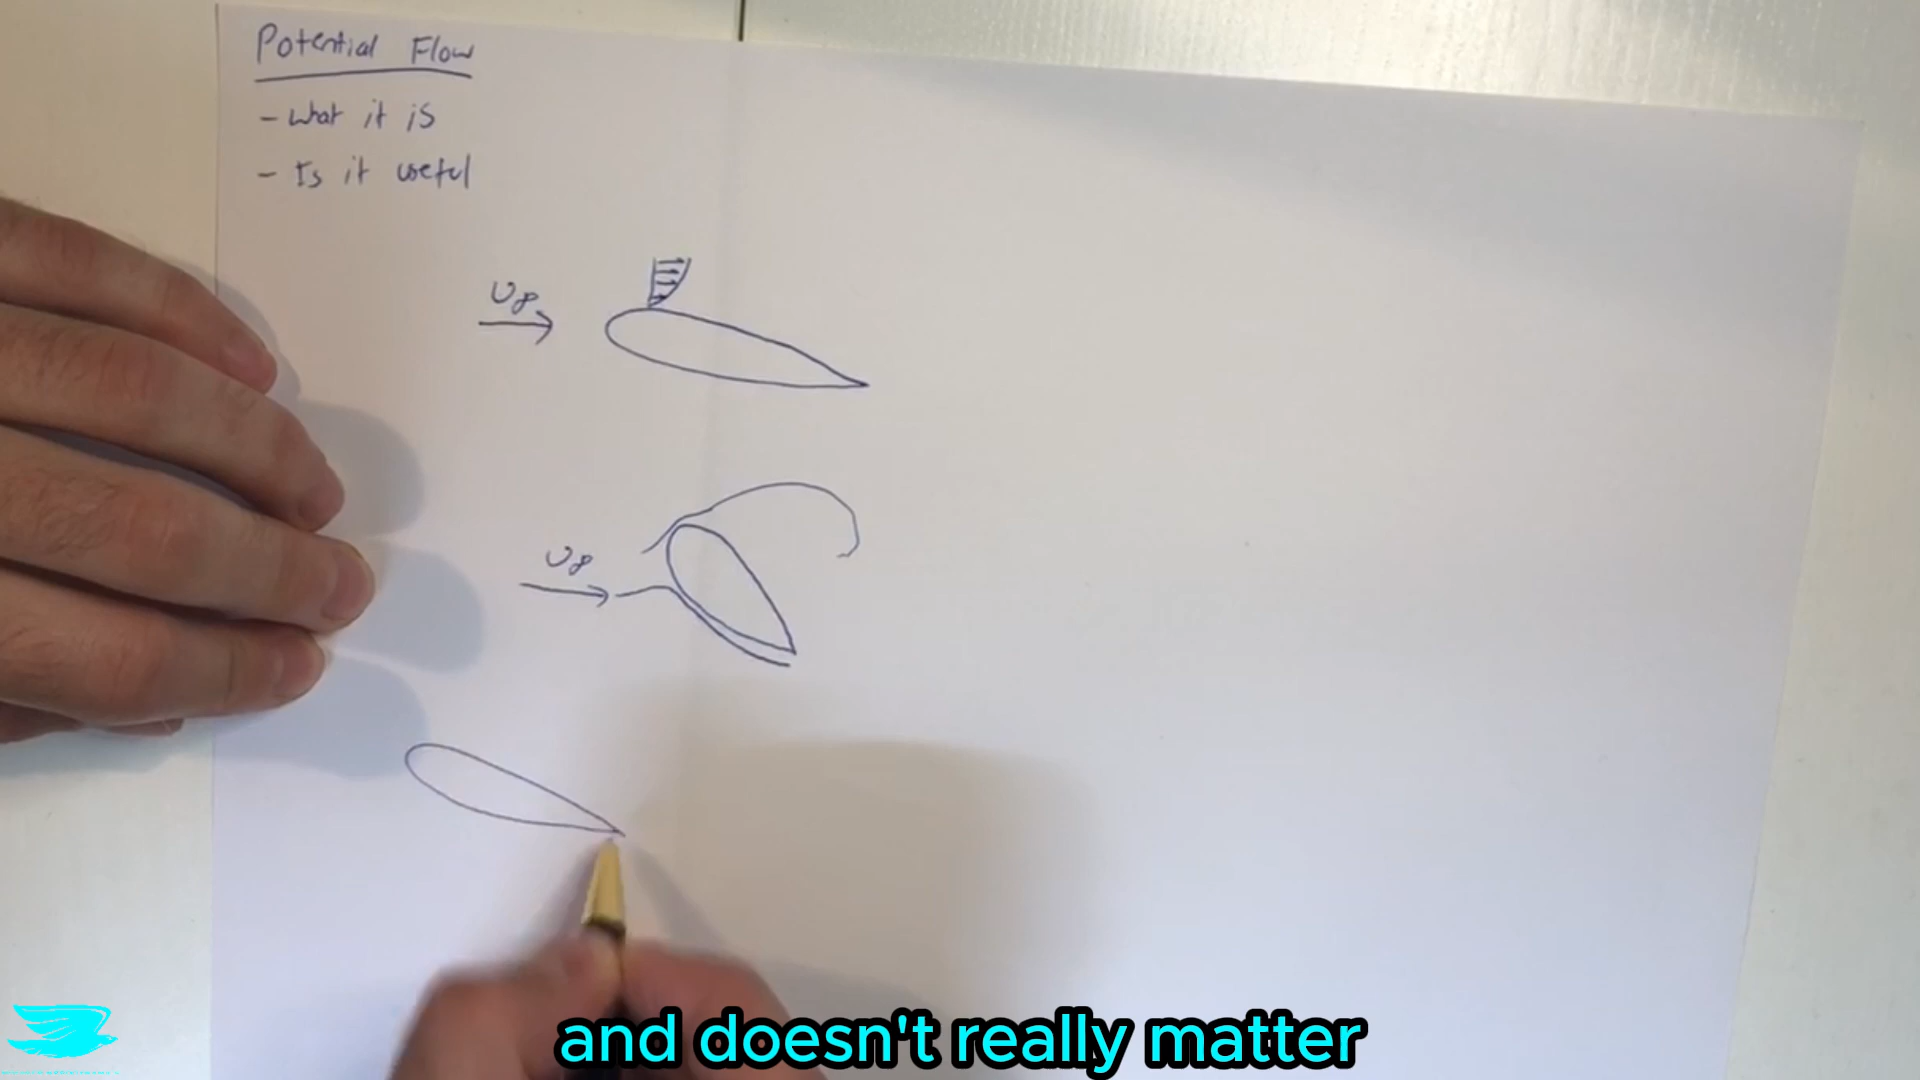 Potential Flow
- What it is
- Is it useful
U∞
U∞
and doesn't really matter